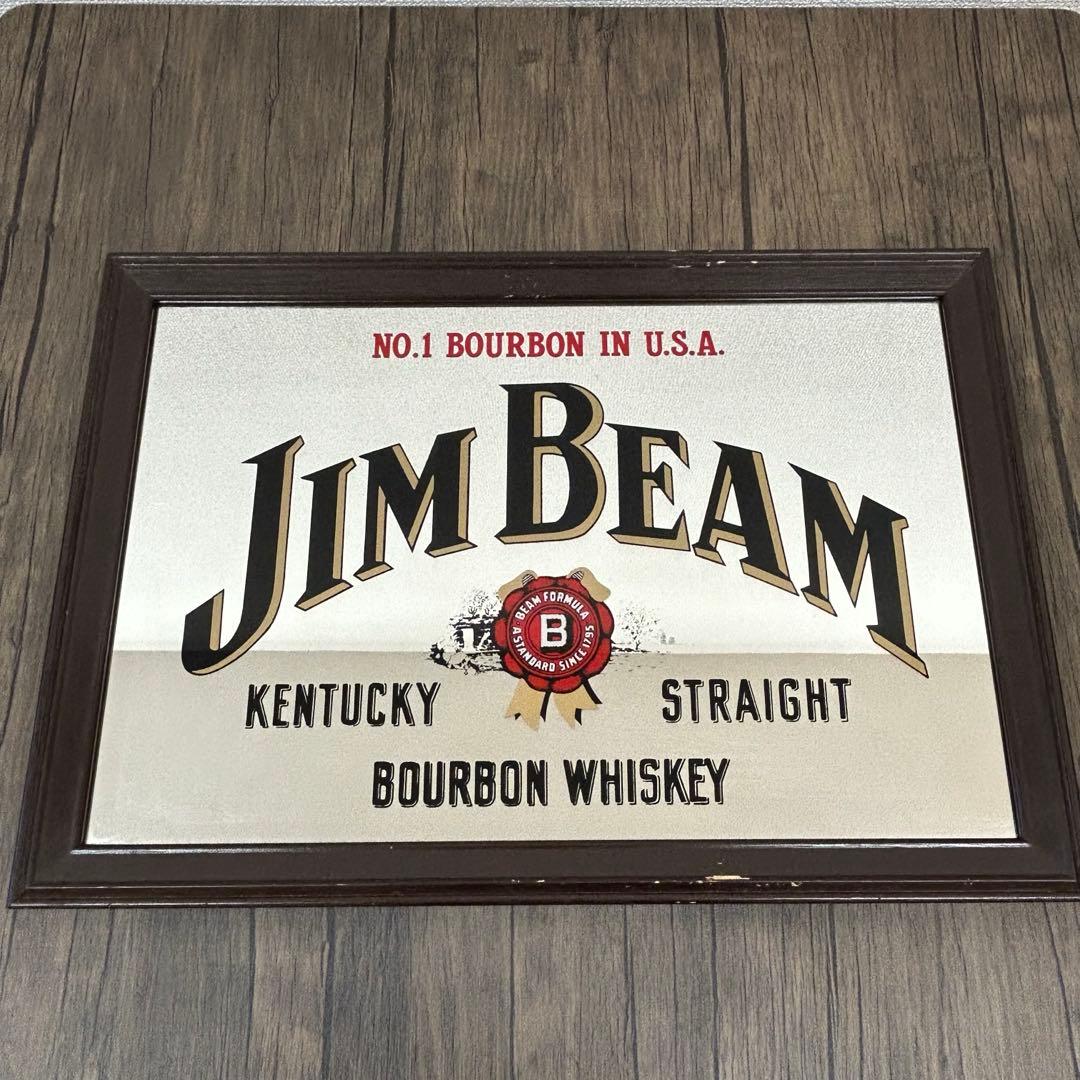 NO.1 BOURBON IN U.S.A.
JIM BEAM
BEAM FORMULA
B
A STANDARD SINCE 1795
KENTUCKY STRAIGHT
BOURBON WHISKEY